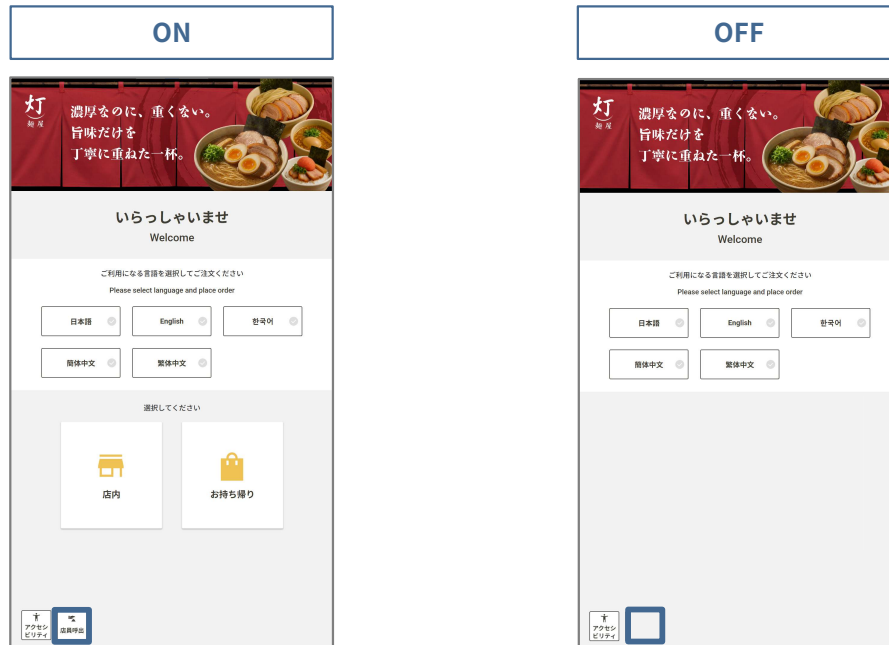 ON
灯
麺屋
濃厚なのに、重くない。
旨味だけを
丁寧に重ねた一杯。
いらっしゃいませ
Welcome
ご利用になる言語を選択してご注文ください
Please select language and place order
日本語
English
한국어
簡体中文
繁体中文
選択してください
店内
お持ち帰り
アクセシ
ビリティ
店員呼出
OFF
灯
麺屋
濃厚なのに、重くない。
旨味だけを
丁寧に重ねた一杯。
いらっしゃいませ
Welcome
ご利用になる言語を選択してご注文ください
Please select language and place order
日本語
English
한국어
簡体中文
繁体中文
アクセシ
ビリティ